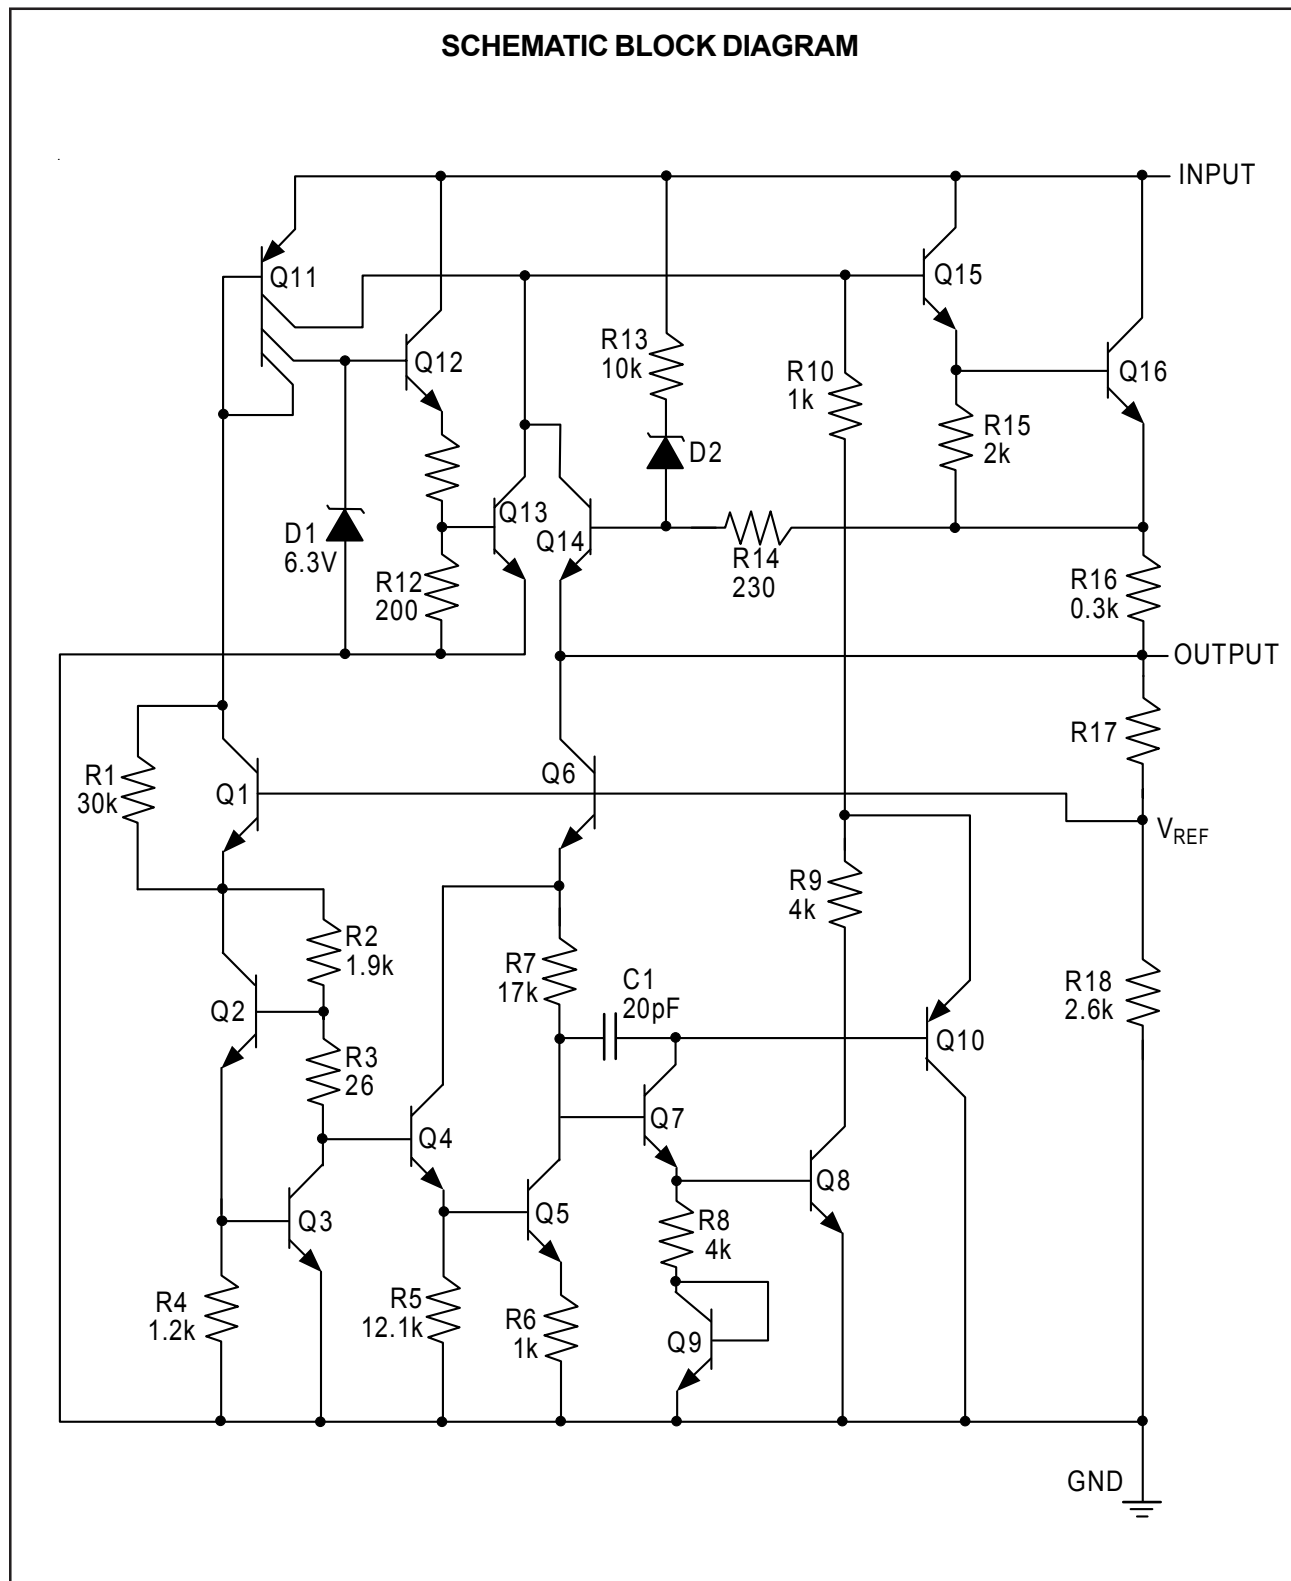 SCHEMATIC BLOCK DIAGRAM
INPUT
Q11
Q15
Q12
R13
10k
R10
1k
Q16
R15
2k
D2
D1
6.3V
Q13
Q14
R12
200
R14
230
R16
0.3k
OUTPUT
R17
R1
30k
Q1
Q6
VREF
R9
4k
R2
1.9k
R7
17k
C1
20pF
R18
2.6k
Q2
Q10
R3
26
Q4
Q7
Q8
Q3
Q5
R8
4k
R4
1.2k
R5
12.1k
R6
1k
Q9
GND